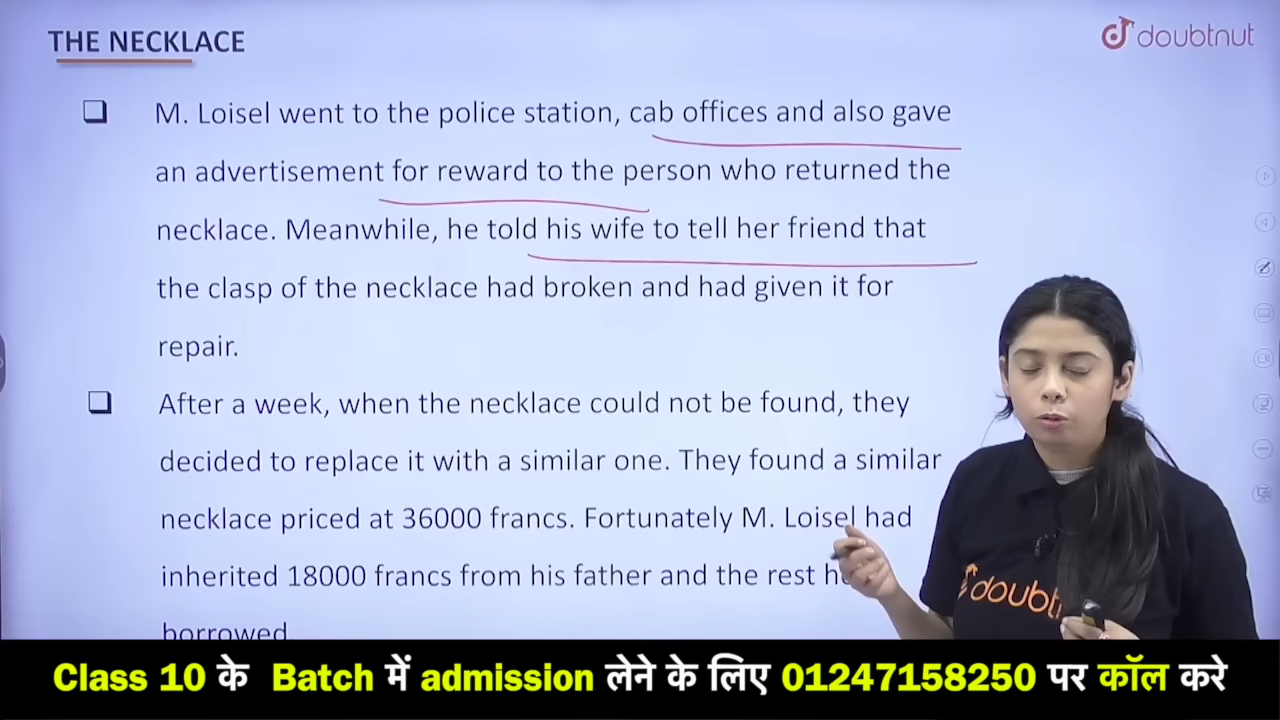 THE NECKLACE
doubtnut
M. Loisel went to the police station, cab offices and also gave
an advertisement for reward to the person who returned the
necklace. Meanwhile, he told his wife to tell her friend that
the clasp of the necklace had broken and had given it for
repair.
After a week, when the necklace could not be found, they
decided to replace it with a similar one. They found a similar
necklace priced at 36000 francs. Fortunately M. Loisel had
inherited 18000 francs from his father and the rest
borrowed
Class 10 के Batch में admission लेने के लिए 01247158250 पर कॉल करे